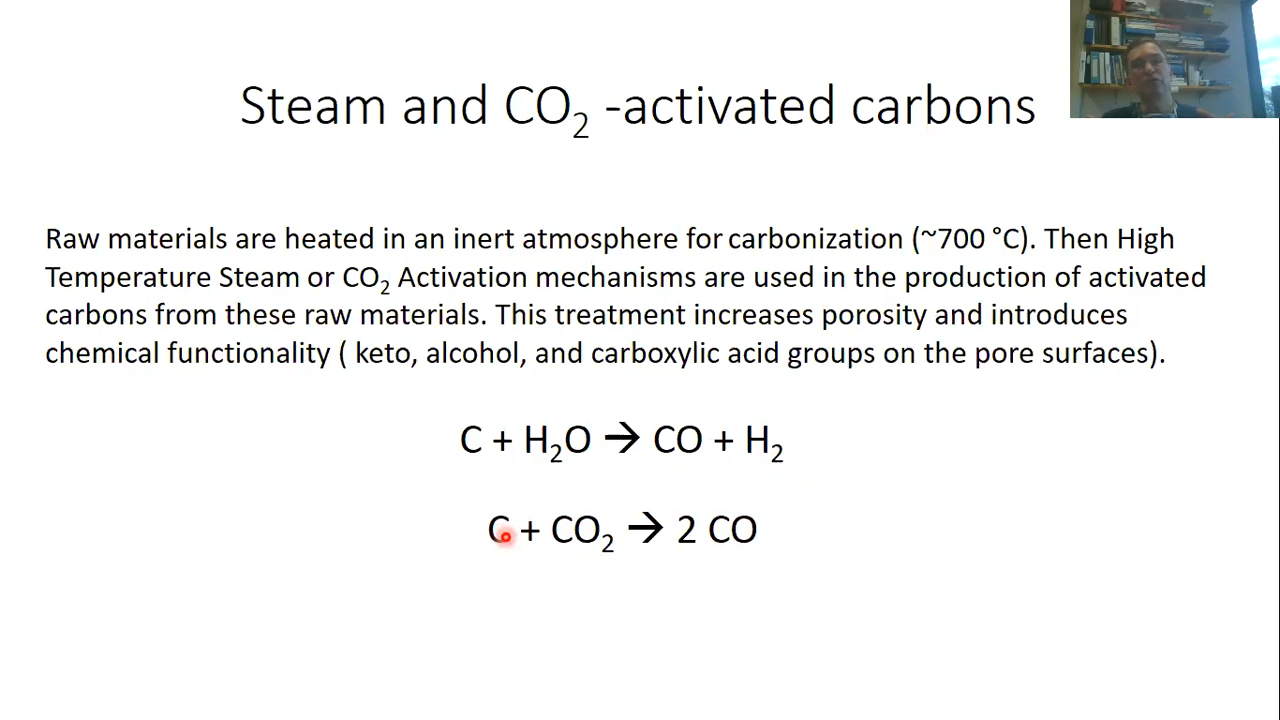 Steam and CO₂ -activated carbons
Raw materials are heated in an inert atmosphere for carbonization (~700 °C). Then High
Temperature Steam or CO₂ Activation mechanisms are used in the production of activated
carbons from these raw materials. This treatment increases porosity and introduces
chemical functionality ( keto, alcohol, and carboxylic acid groups on the pore surfaces).
C + H₂O → CO + H₂
C + CO₂ → 2 CO